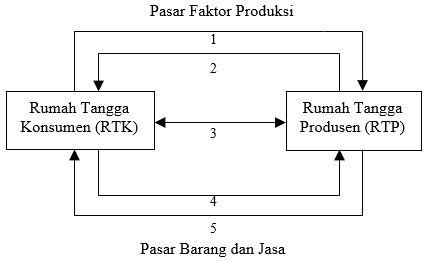 Pasar Faktor Produksi
1
2
Rumah Tangga
Konsumen (RTK)
Rumah Tangga
Produsen (RTP)
3
4
5
Pasar Barang dan Jasa